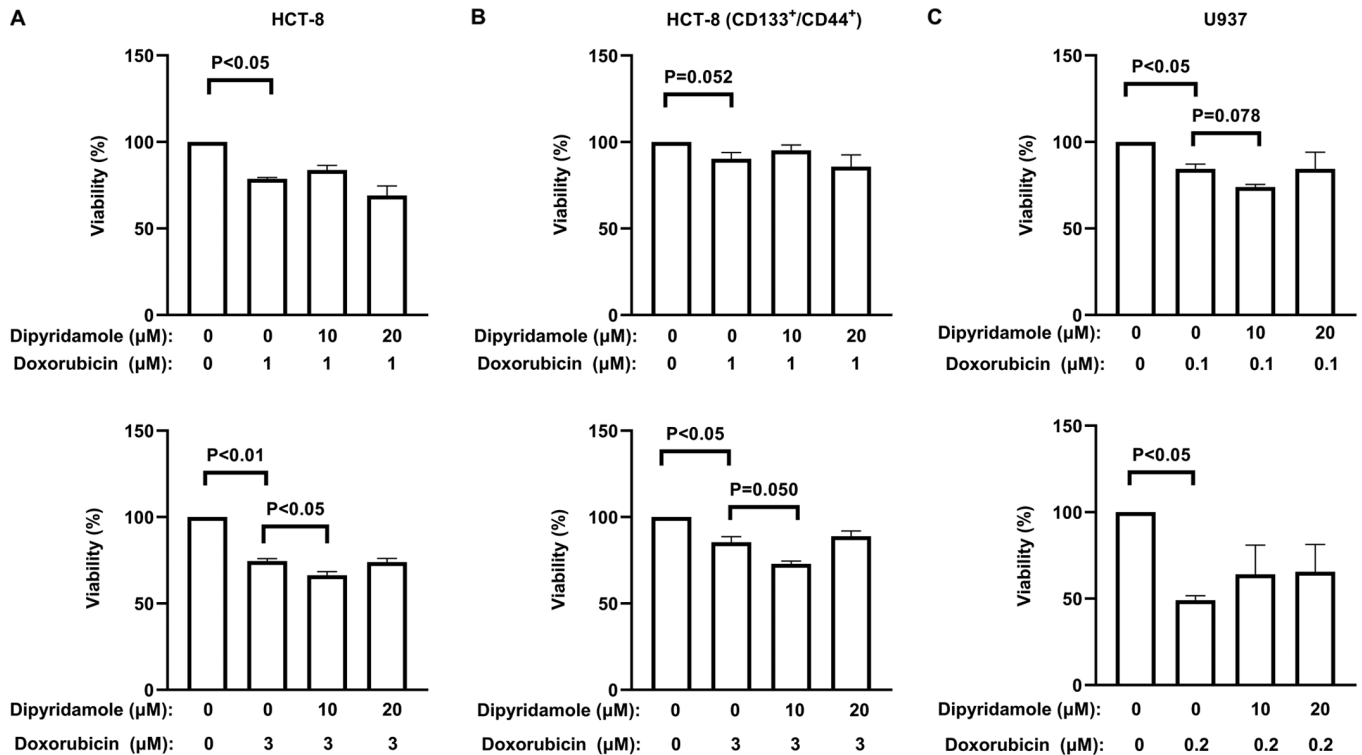 A HCT-8
P<0.05
Viability (%)
150
100
50
0
Dipyridamole (µM): 0 0 10 20
Doxorubicin (µM): 0 1 1 1
B HCT-8 (CD133⁺/CD44⁺)
P=0.052
Viability (%)
150
100
50
0
Dipyridamole (µM): 0 0 10 20
Doxorubicin (µM): 0 1 1 1
C U937
P<0.05
P=0.078
Viability (%)
150
100
50
0
Dipyridamole (µM): 0 0 10 20
Doxorubicin (µM): 0 0.1 0.1 0.1
P<0.01
P<0.05
Viability (%)
150
100
50
0
Dipyridamole (µM): 0 0 10 20
Doxorubicin (µM): 0 3 3 3
P<0.05
P=0.050
Viability (%)
150
100
50
0
Dipyridamole (µM): 0 0 10 20
Doxorubicin (µM): 0 3 3 3
P<0.05
Viability (%)
150
100
50
0
Dipyridamole (µM): 0 0 10 20
Doxorubicin (µM): 0 0.2 0.2 0.2